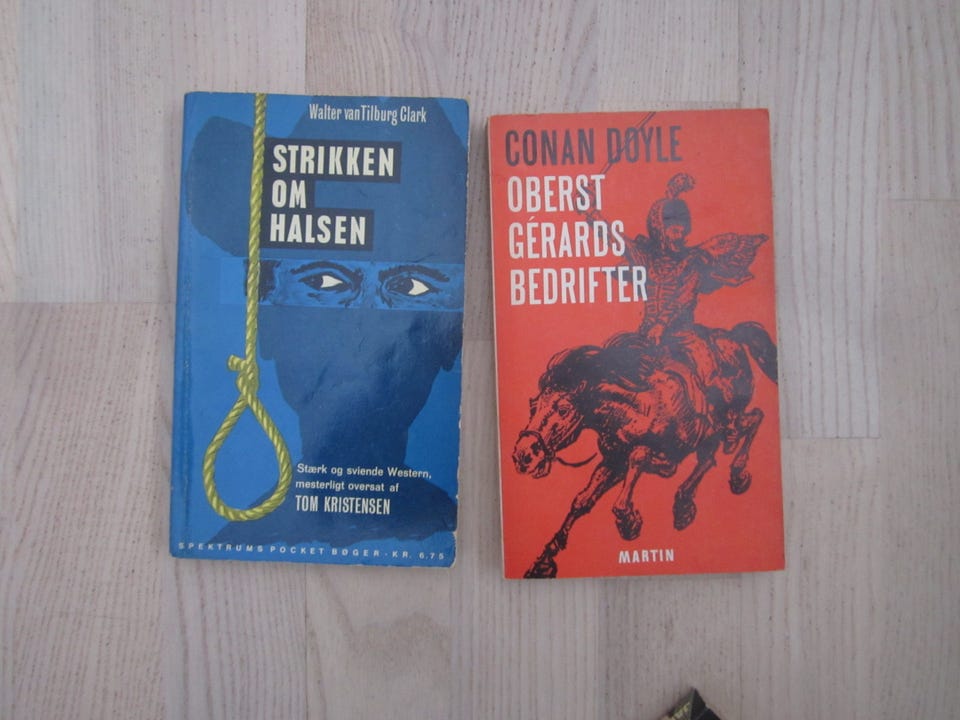 Walter van Tilburg Clark
STRIKKEN
OM
HALSEN
Stærk og sviende Western,
mesterligt oversat af
TOM KRISTENSEN
SPEKTRUMS POCKET BØGER · KR. 6.75
CONAN DOYLE
OBERST
GÉRARDS
BEDRIFTER
MARTIN